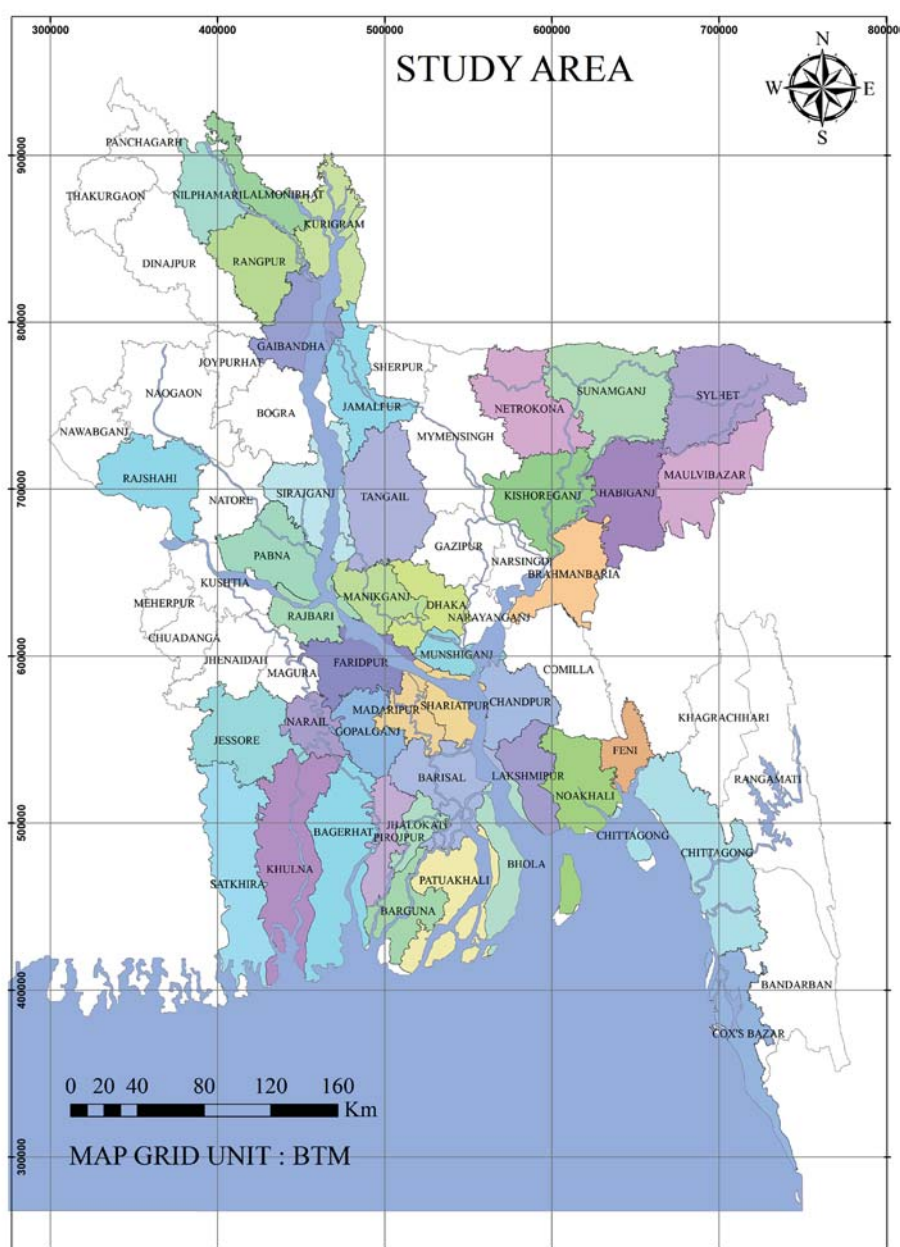 300000 400000 500000 600000 700000 800000
STUDY AREA
N
W E
S
900000
PANCHAGARH
THAKURGAON
NILPHAMARI
LALMONIRHAT
KURIGRAM
DINAJPUR
RANGPUR
800000
GAIBANDHA
JOYPURHAT
SHERPUR
NAOGAON
BOGRA
JAMALPUR
NETROKONA
SUNAMGANJ
SYLHET
NAWABGANJ
MYMENSINGH
RAJSHAHI
MAULVIBAZAR
700000
NATORE
SIRAJGANJ
TANGAIL
KISHOREGANJ
HABIGANJ
GAZIPUR
PABNA
NARSINGDI
BRAHMANBARIA
KUSHTIA
MEHERPUR
MANIKGANJ
DHAKA
RAJBARI
NARAYANGANJ
CHUADANGA
600000
JHENAIDAH
MUNSHIGANJ
MAGURA
FARIDPUR
COMILLA
NARAIL
MADARIPUR
SHARIATPUR
CHANDPUR
KHAGRACHHARI
JESSORE
GOPALGANJ
FENI
BARISAL
LAKSHMIPUR
RANGAMATI
NOAKHALI
500000
BAGERHAT
JHALOKATI
PIROJPUR
CHITTAGONG
CHITTAGONG
SATKHIRA
KHULNA
PATUAKHALI
BHOLA
BARGUNA
400000
BANDARBAN
COX'S BAZAR
0 20 40 80 120 160
Km
MAP GRID UNIT : BTM
300000